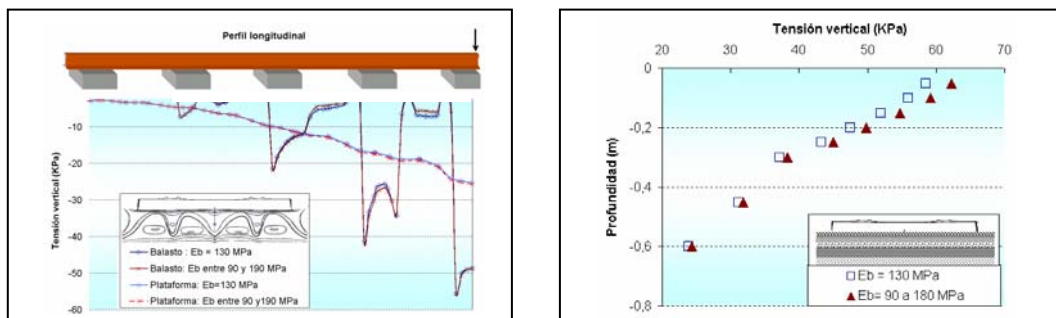 Perfil longitudinal
-10
-20
-30
-40
-50
-60
Tensión vertical (KPa)
Balasto : Eb = 130 MPa
Balasto: Eb entre 90 y 190 MPa
Plataforma: Eb=130 MPa
Plataforma: Eb entre 90 y190 MPa
Tensión vertical (KPa)
20 30 40 50 60 70
0
-0,2
-0,4
-0,6
-0,8
Profundidad (m)
Eb = 130 MPa
Eb= 90 a 180 MPa